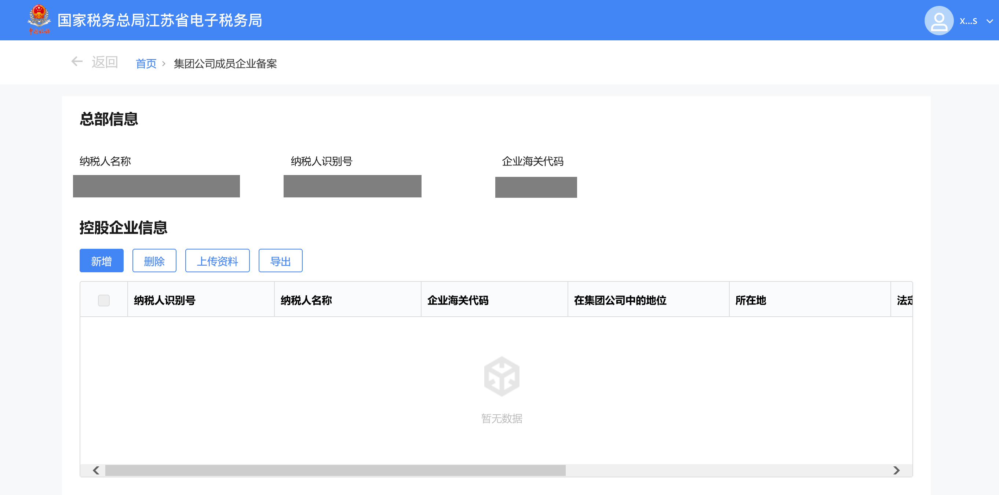 中国税务
国家税务总局江苏省电子税务局
X...S
返回
首页 › 集团公司成员企业备案
总部信息
纳税人名称 纳税人识别号 企业海关代码
控股企业信息
新增 删除 上传资料 导出
纳税人识别号 纳税人名称 企业海关代码 在集团公司中的地位 所在地 法定
暂无数据